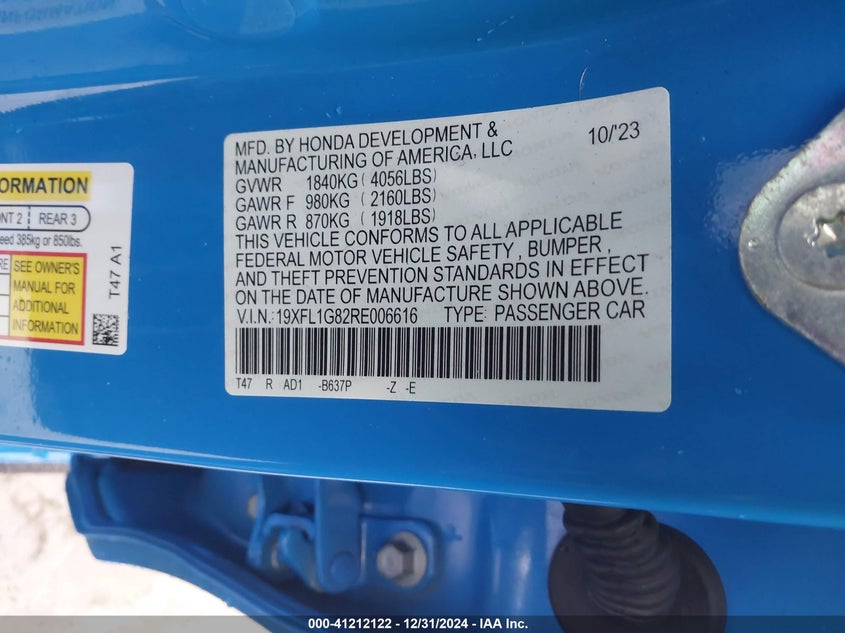 MFD. BY HONDA DEVELOPMENT &
MANUFACTURING OF AMERICA, LLC 10/'23
GVWR 1840KG ( 4056LBS)
GAWR F 980KG ( 2160LBS)
GAWR R 870KG ( 1918LBS)
THIS VEHICLE CONFORMS TO ALL APPLICABLE
FEDERAL MOTOR VEHICLE SAFETY , BUMPER ,
AND THEFT PREVENTION STANDARDS IN EFFECT
ON THE DATE OF MANUFACTURE SHOWN ABOVE.
V.I.N.:19XFL1G82RE006616 TYPE: PASSENGER CAR
T47 R AD1 -B637P -Z -E
FRONT 2 REAR 3
385kg or 850lbs.
SEE OWNER'S
MANUAL FOR
ADDITIONAL
INFORMATION
T47 A1
000-41212122 - 12/31/2024 - IAA Inc.